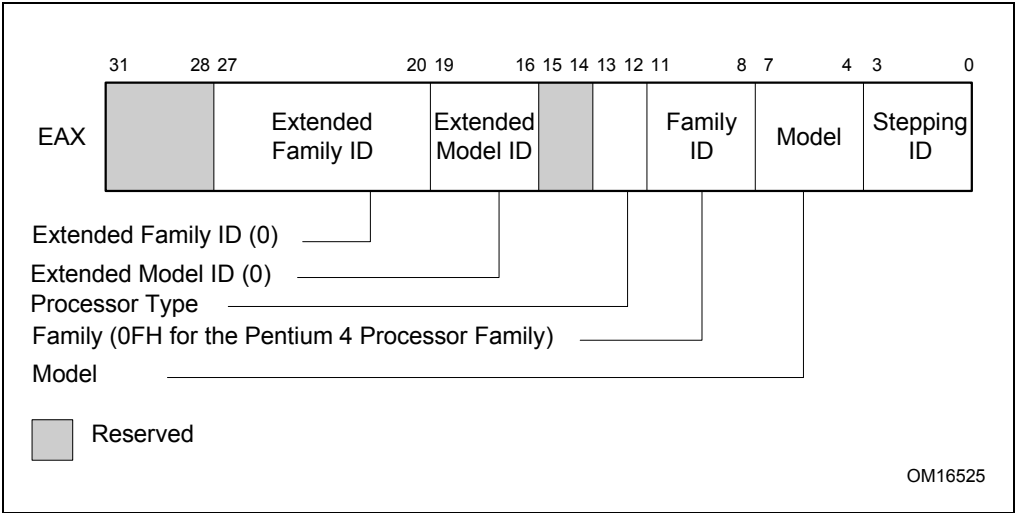 31 28 27 20 19 16 15 14 13 12 11 8 7 4 3 0
EAX
Extended
Family ID
Extended
Model ID
Family
ID
Model
Stepping
ID
Extended Family ID (0)
Extended Model ID (0)
Processor Type
Family (0FH for the Pentium 4 Processor Family)
Model
Reserved
OM16525